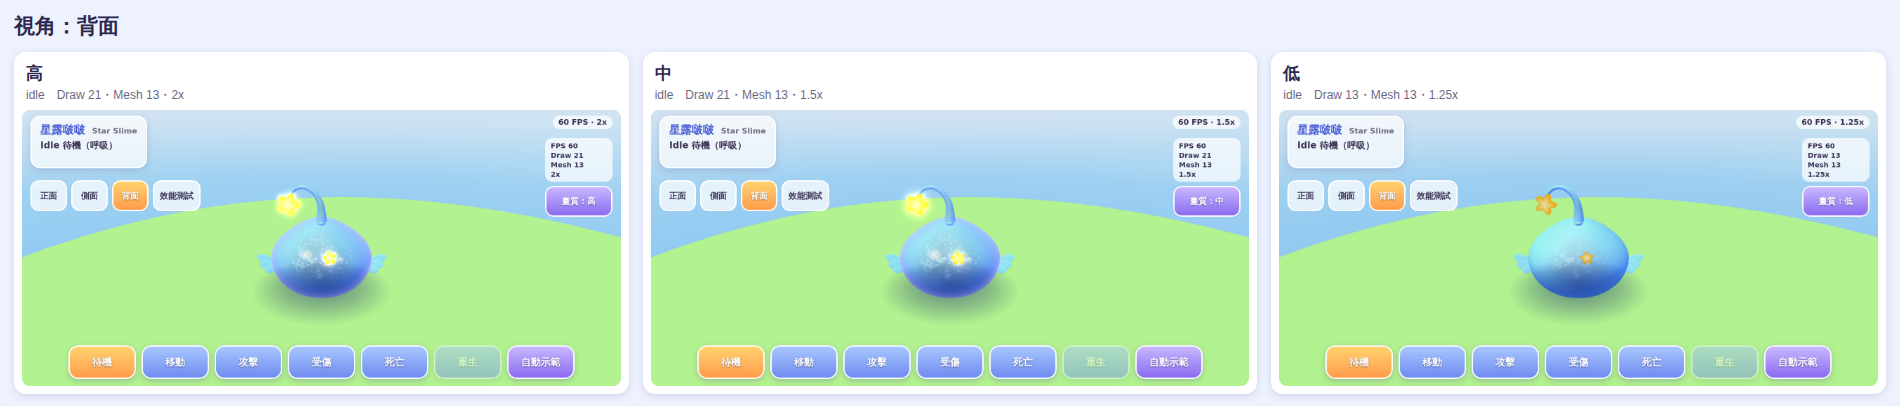 視角：背面
高
idle Draw 21・Mesh 13・2x
星露啵啵 Star Slime
Idle 待機（呼吸）
60 FPS · 2x
FPS 60
Draw 21
Mesh 13
2x
正面 側面 背面 效能測試
畫質：高
待機 移動 攻擊 受傷 死亡 重生 自動示範
中
idle Draw 21・Mesh 13・1.5x
星露啵啵 Star Slime
Idle 待機（呼吸）
60 FPS · 1.5x
FPS 60
Draw 21
Mesh 13
1.5x
正面 側面 背面 效能測試
畫質：中
待機 移動 攻擊 受傷 死亡 重生 自動示範
低
idle Draw 13・Mesh 13・1.25x
星露啵啵 Star Slime
Idle 待機（呼吸）
60 FPS · 1.25x
FPS 60
Draw 13
Mesh 13
1.25x
正面 側面 背面 效能測試
畫質：低
待機 移動 攻擊 受傷 死亡 重生 自動示範